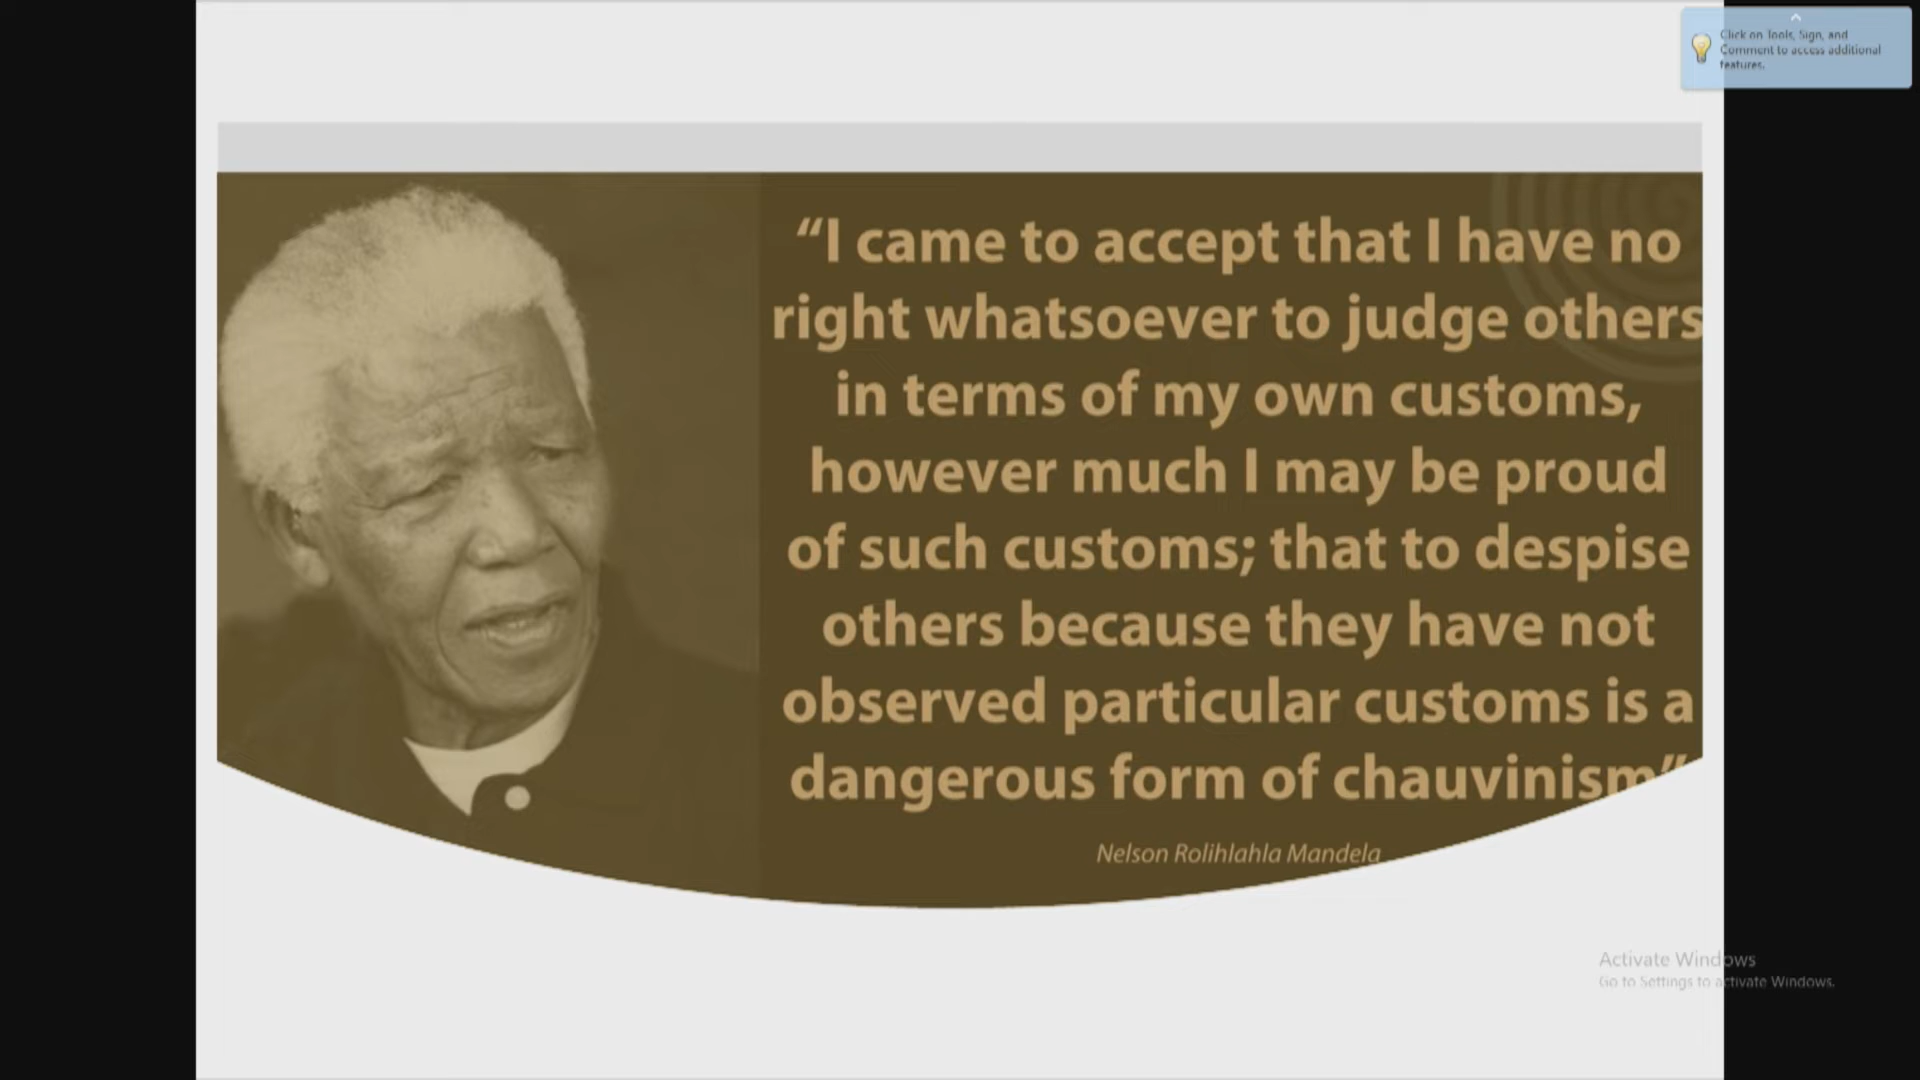 Click on Tools, Sign, and
Comment to access additional
features.
“I came to accept that I have no
right whatsoever to judge others
in terms of my own customs,
however much I may be proud
of such customs; that to despise
others because they have not
observed particular customs is a
dangerous form of chauvinism”
Nelson Rolihlahla Mandela
Activate Windows
Go to Settings to activate Windows.